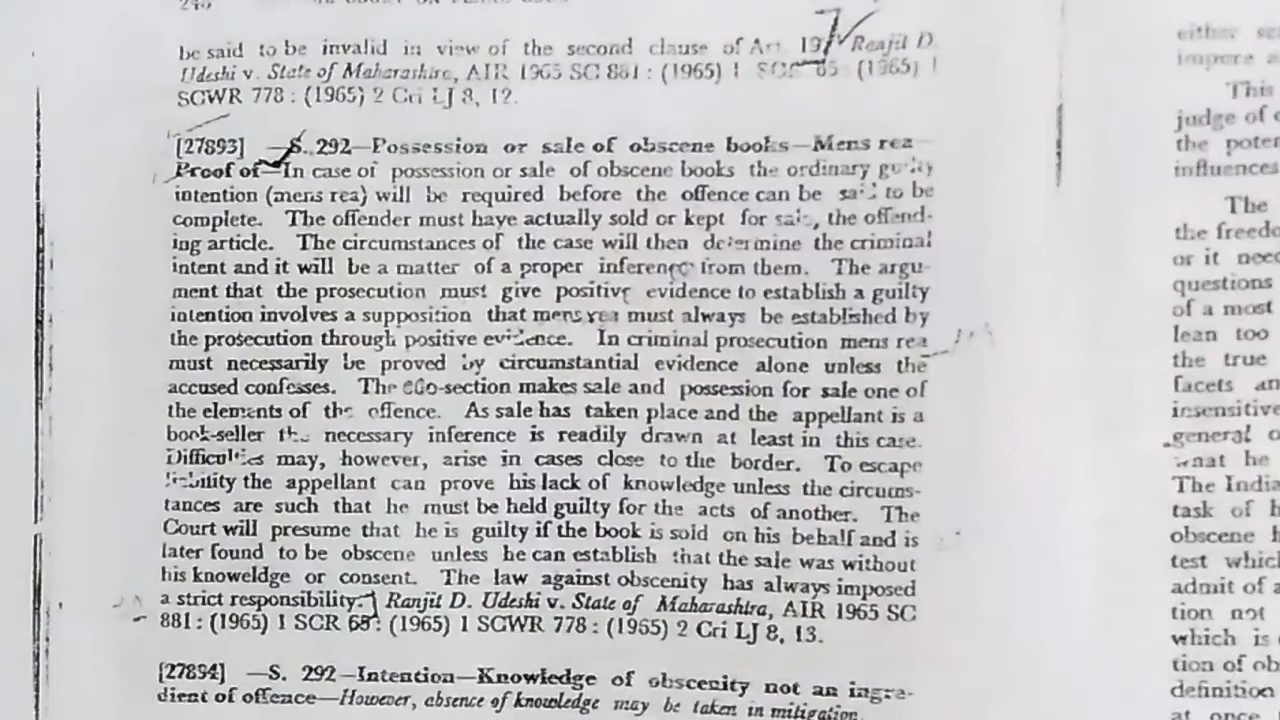 be said to be invalid in view of the second clause of Art. 19 Ranjit D.
Udeshi v. State of Maharashtra, AIR 1965 SC 881 : (1965) 1 65 : (1965) 1
SCWR 778 : (1965) 2 Cri LJ 8, 12.
[27893] —S. 292—Possession or sale of obscene books—Mens rea—
Proof of—In case of possession or sale of obscene books the ordinary guilty
intention (mens rea) will be required before the offence can be said to be
complete. The offender must have actually sold or kept for sale, the offend-
ing article. The circumstances of the case will then determine the criminal
intent and it will be a matter of a proper inference from them. The argu-
ment that the prosecution must give positive evidence to establish a guilty
intention involves a supposition that mens rea must always be established by
the prosecution through positive evidence. In criminal prosecution mens rea
must necessarily be proved by circumstantial evidence alone unless the
accused confesses. The section makes sale and possession for sale one of
the elements of the offence. As sale has taken place and the appellant is a
book-seller the necessary inference is readily drawn at least in this case.
Difficulties may, however, arise in cases close to the border. To escape
liability the appellant can prove his lack of knowledge unless the circums-
tances are such that he must be held guilty for the acts of another. The
Court will presume that he is guilty if the book is sold on his behalf and is
later found to be obscene unless he can establish that the sale was without
his knoweldge or consent. The law against obscenity has always imposed
a strict responsibility. Ranjit D. Udeshi v. State of Maharashtra, AIR 1965 SC
881 : (1965) 1 SCR 65 : (1965) 1 SCWR 778 : (1965) 2 Cri LJ 8, 13.
[27894] —S. 292—Intention—Knowledge of obscenity not an ingre-
dient of offence—However, absence of knowledge may be taken in mitigation.
either
impure
This
judge of
the
influences
The
the
or it
questions
of a most
lean too
the true
facets
insensitive
general
what he
The
task of
obscene
test
admit of
tion not
which is
tion of
definition
at once